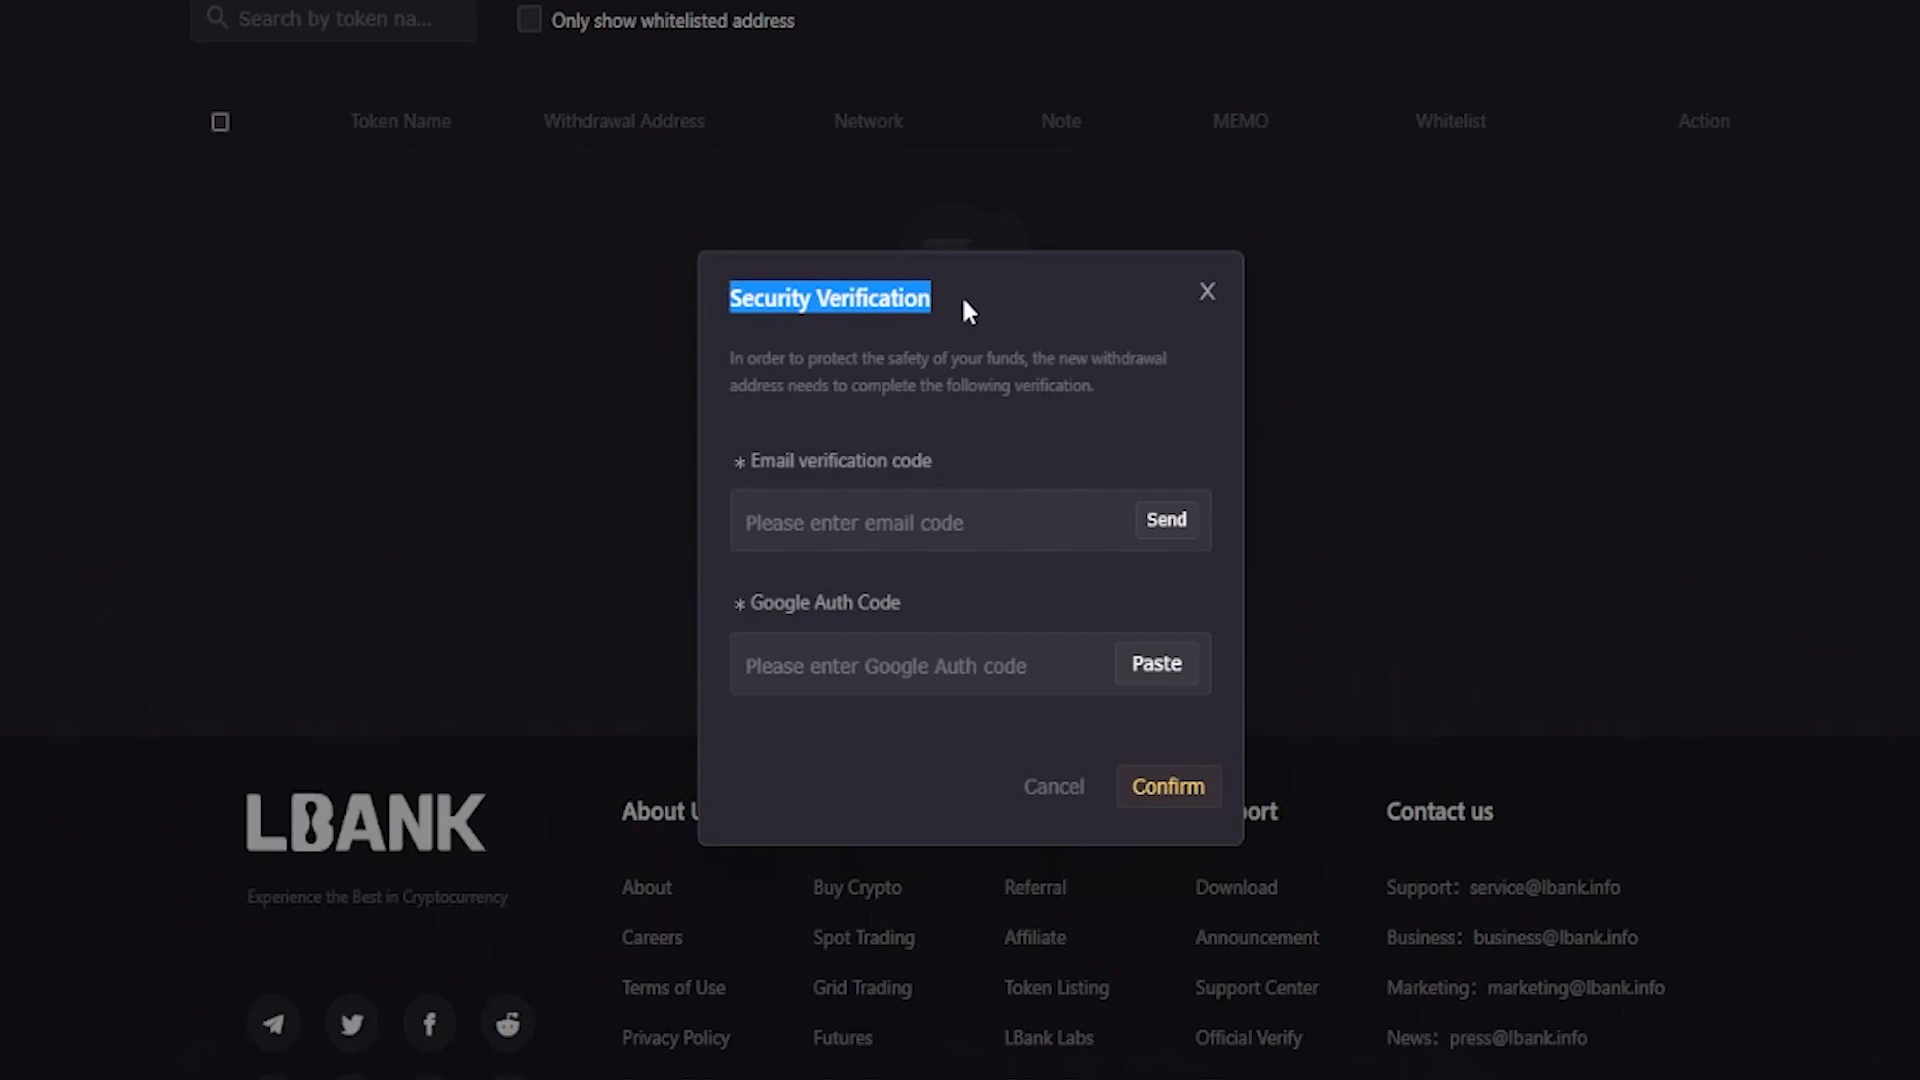 Search by token na...
Only show whitelisted address
Token Name Withdrawal Address Network Note MEMO Whitelist Action
Security Verification X
In order to protect the safety of your funds, the new withdrawal
address needs to complete the following verification.
* Email verification code
Please enter email code Send
* Google Auth Code
Please enter Google Auth code Paste
Cancel Confirm
LBANK
Experience the Best in Cryptocurrency
About U
About
Careers
Terms of Use
Privacy Policy
Buy Crypto
Spot Trading
Grid Trading
Futures
Referral
Affiliate
Token Listing
LBank Labs
port
Download
Announcement
Support Center
Official Verify
Contact us
Support: service@lbank.info
Business: business@lbank.info
Marketing: marketing@lbank.info
News: press@lbank.info